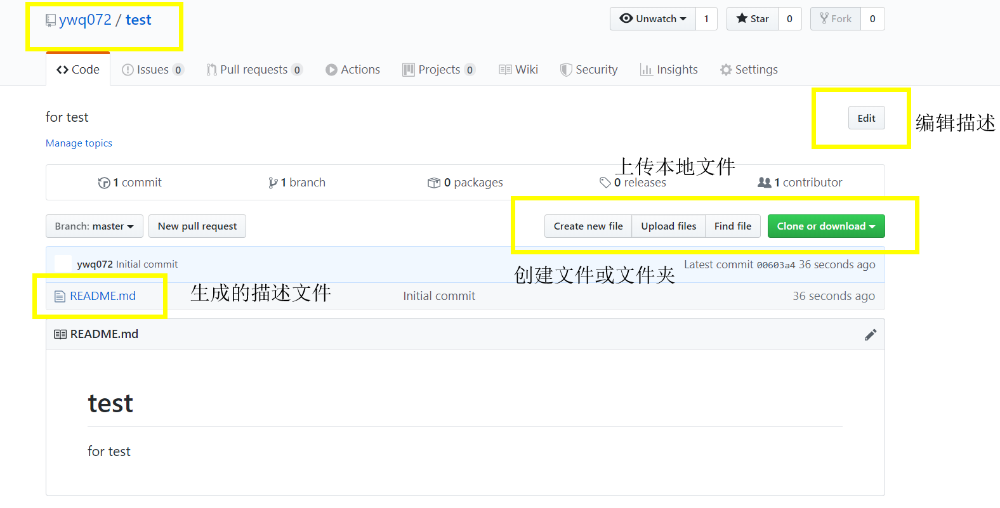 ywq072 / test
Unwatch 1 Star 0 Fork 0
Code Issues 0 Pull requests 0 Actions Projects 0 Wiki Security Insights Settings
for test
Edit
编辑描述
Manage topics
上传本地文件
1 commit 1 branch 0 packages 0 releases 1 contributor
Branch: master New pull request Create new file Upload files Find file Clone or download
ywq072 Initial commit Latest commit 00603a4 36 seconds ago
创建文件或文件夹
README.md 生成的描述文件 Initial commit 36 seconds ago
README.md
test
for test